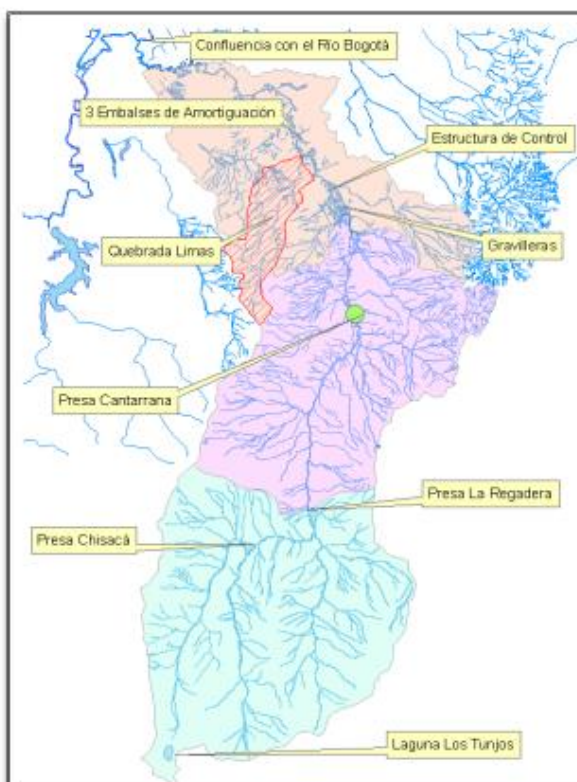 Confluencia con el Río Bogotá
3 Embalses de Amortiguación
Estructura de Control
Quebrada Limas
Gravilleras
Presa Cantarrana
Presa La Regadera
Presa Chisacá
Laguna Los Tunjos